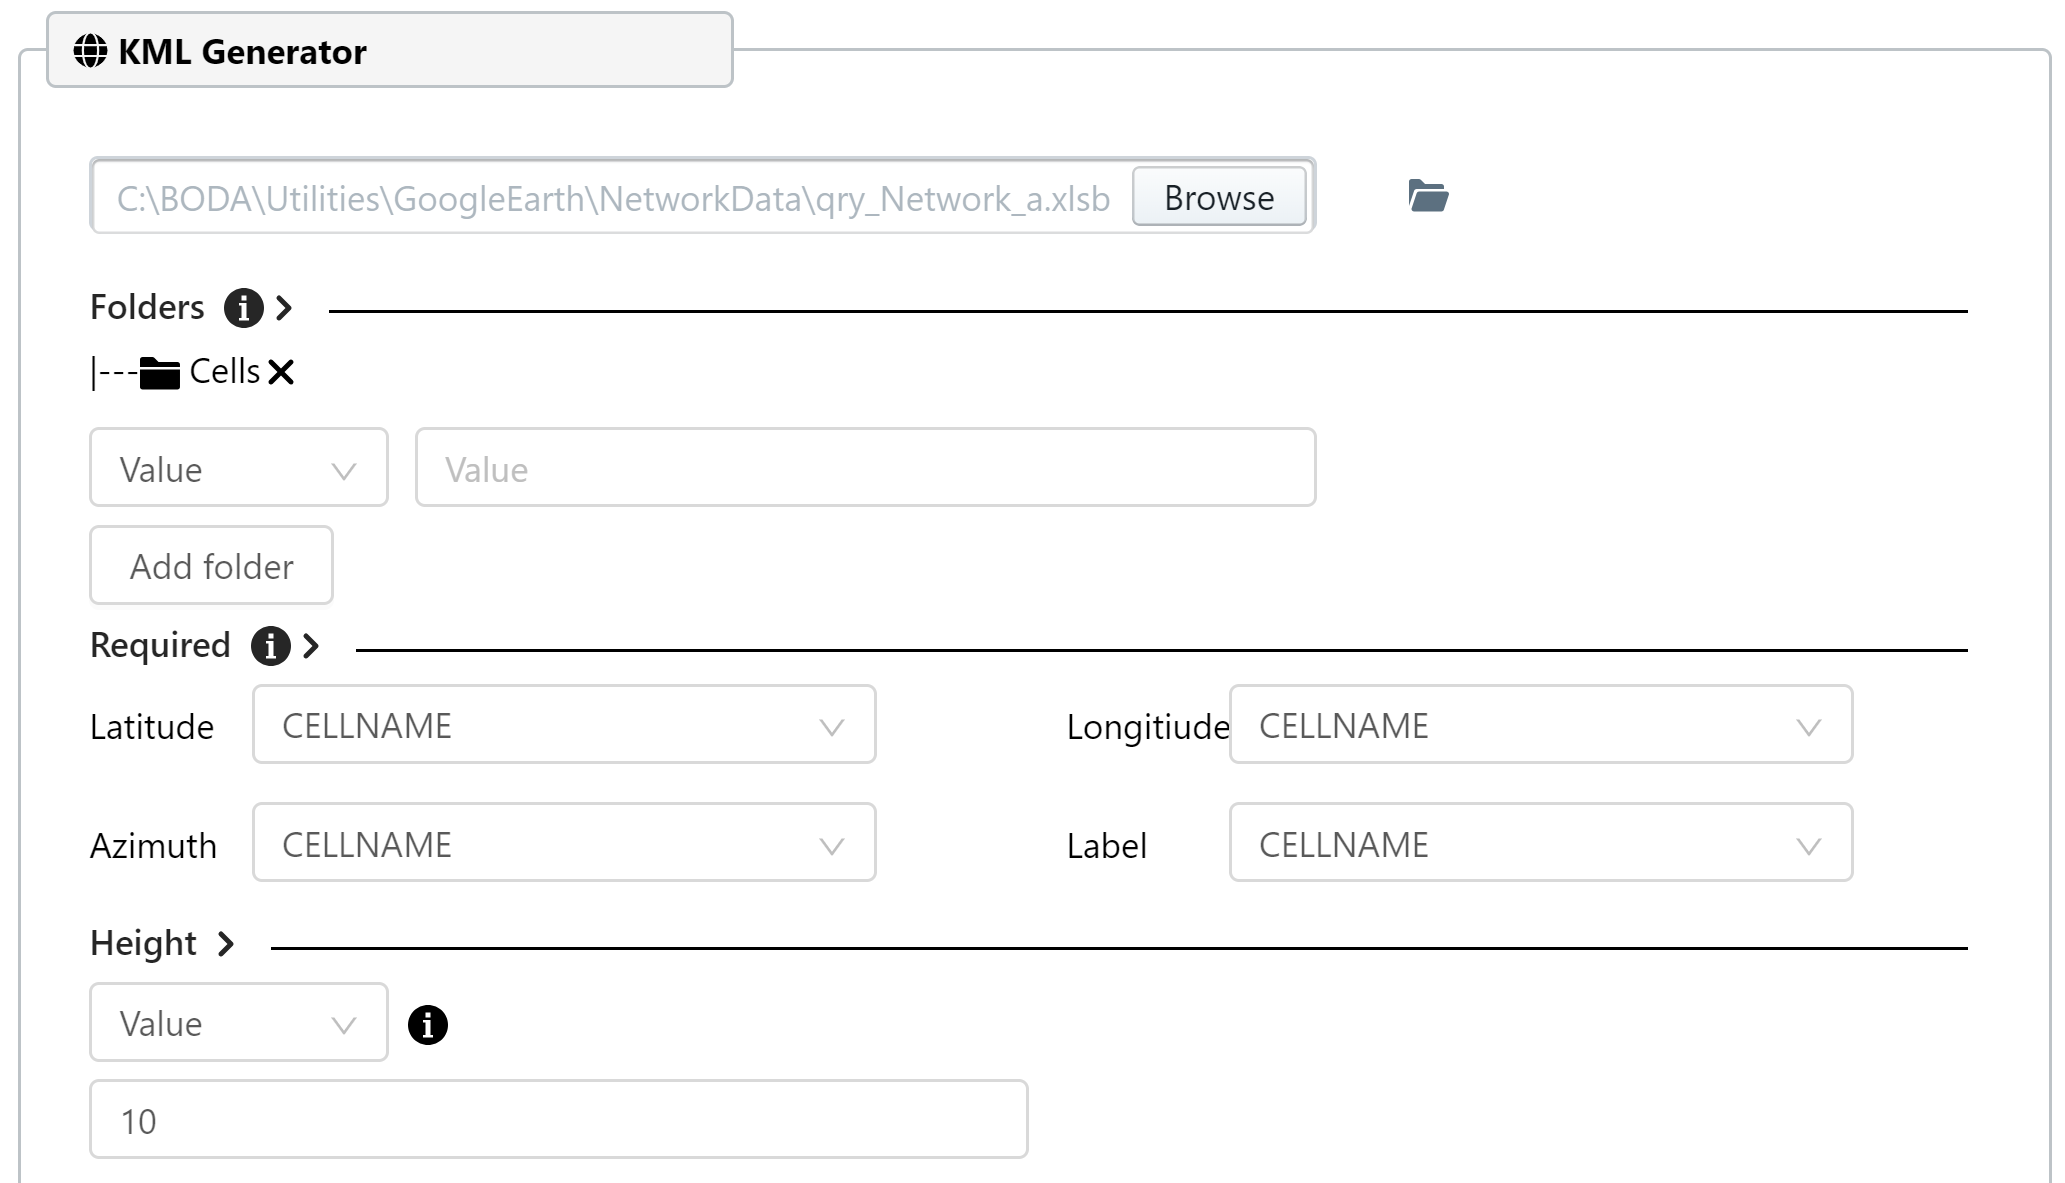 KML Generator
C:\BODA\Utilities\GoogleEarth\NetworkData\qry_Network_a.xlsb Browse
Folders
|--- Cells
Value Value
Add folder
Required
Latitude CELLNAME Longitiude CELLNAME
Azimuth CELLNAME Label CELLNAME
Height
Value
10